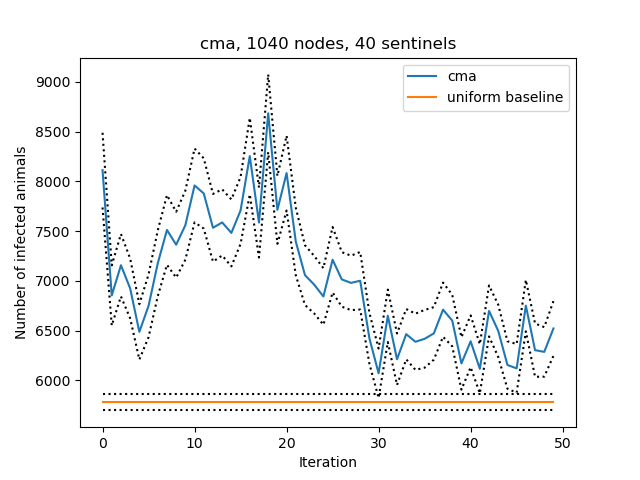 cma, 1040 nodes, 40 sentinels
cma
uniform baseline
9000
8500
8000
7500
7000
6500
6000
Number of infected animals
0 10 20 30 40 50
Iteration